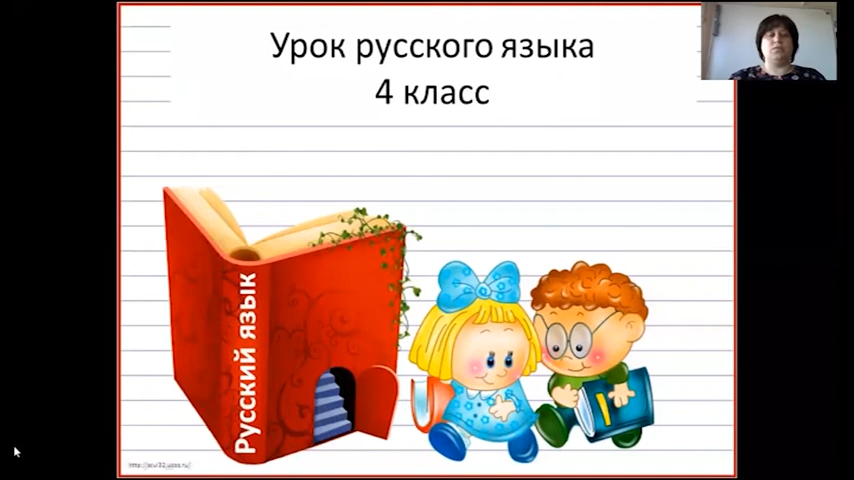 Урок русского языка
4 класс
Русский язык